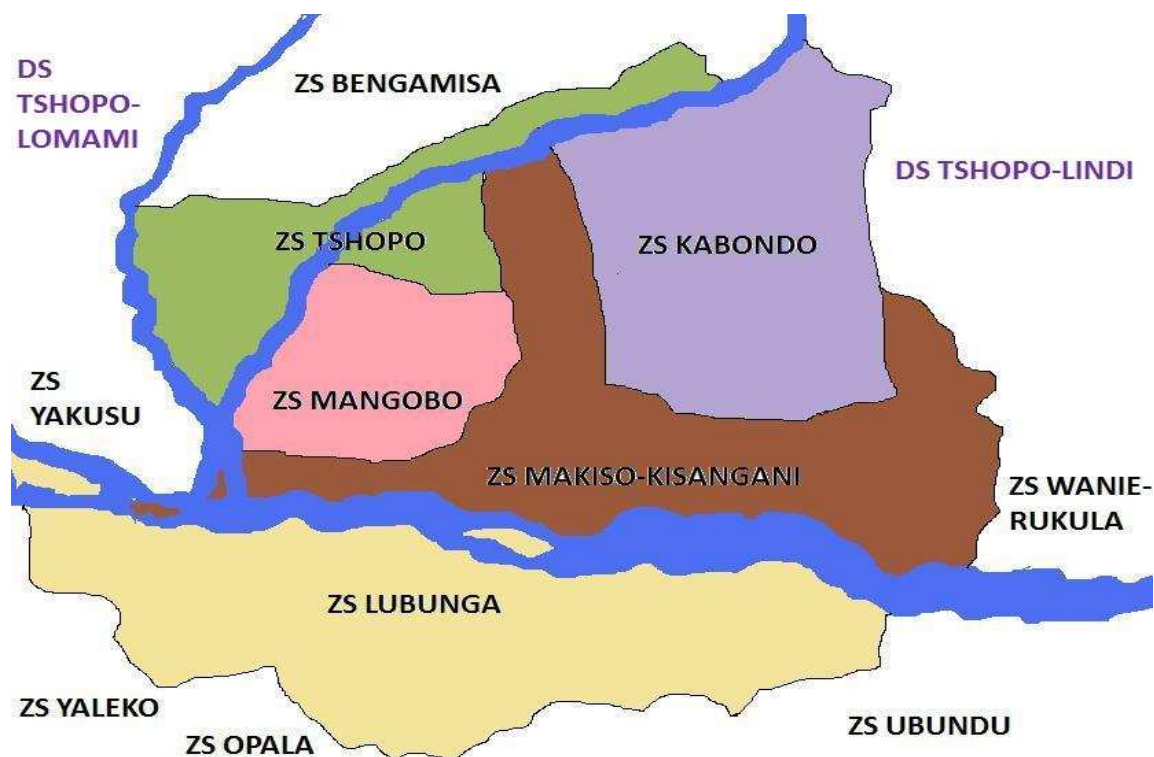 DS
TSHOPO-
LOMAMI
ZS BENGAMISA
DS TSHOPO-LINDI
ZS TSHOPO
ZS KABONDO
ZS YAKUSU
ZS MANGOBO
ZS MAKISO-KISANGANI
ZS WANIE-
RUKULA
ZS LUBUNGA
ZS YALEKO
ZS OPALA
ZS UBUNDU